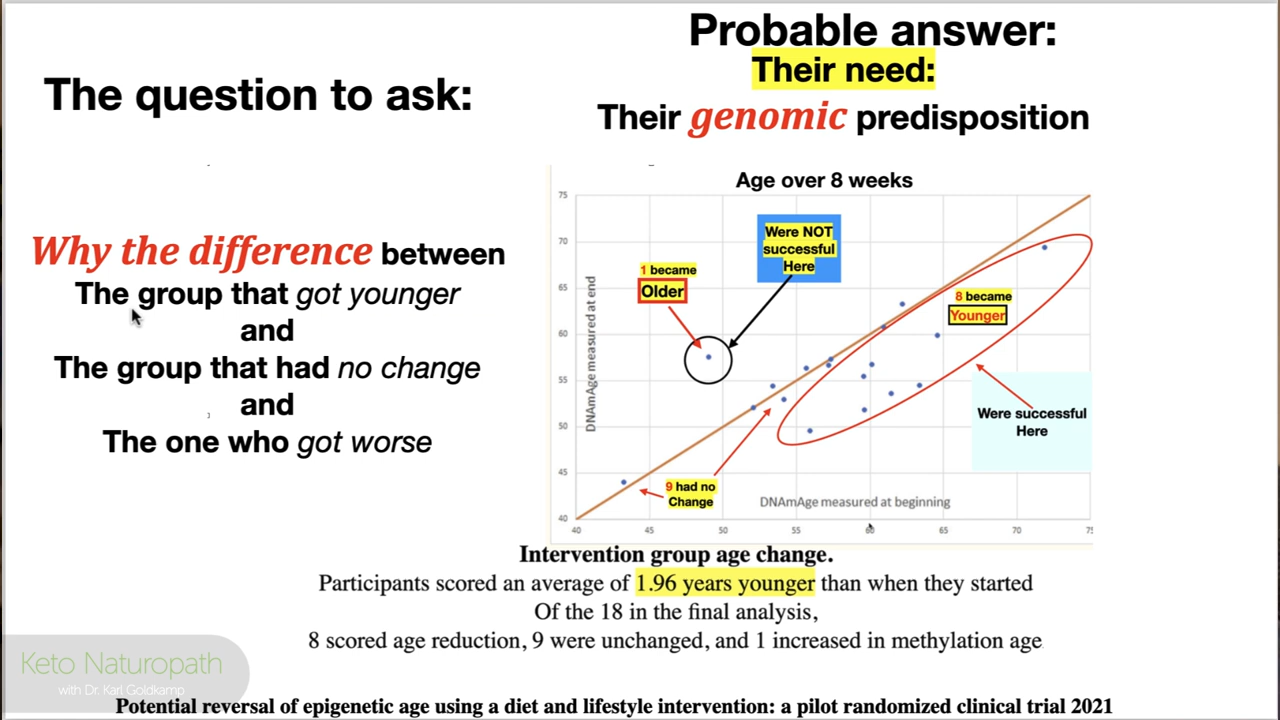 The question to ask:
Probable answer:
Their need:
Their genomic predisposition
Why the difference between
The group that got younger
and
The group that had no change
and
The one who got worse
Age over 8 weeks
75
70
65
60
55
50
45
40
DNAmAge measured at end
1 became
Older
Were NOT
successful
Here
8 became
Younger
Were successful
Here
9 had no
Change
DNAmAge measured at beginning
40
45
50
55
60
65
70
75
Intervention group age change.
Participants scored an average of 1.96 years younger than when they started
Of the 18 in the final analysis,
8 scored age reduction, 9 were unchanged, and 1 increased in methylation age
Keto Naturopath
with Dr. Karl Goldkamp
Potential reversal of epigenetic age using a diet and lifestyle intervention: a pilot randomized clinical trial 2021